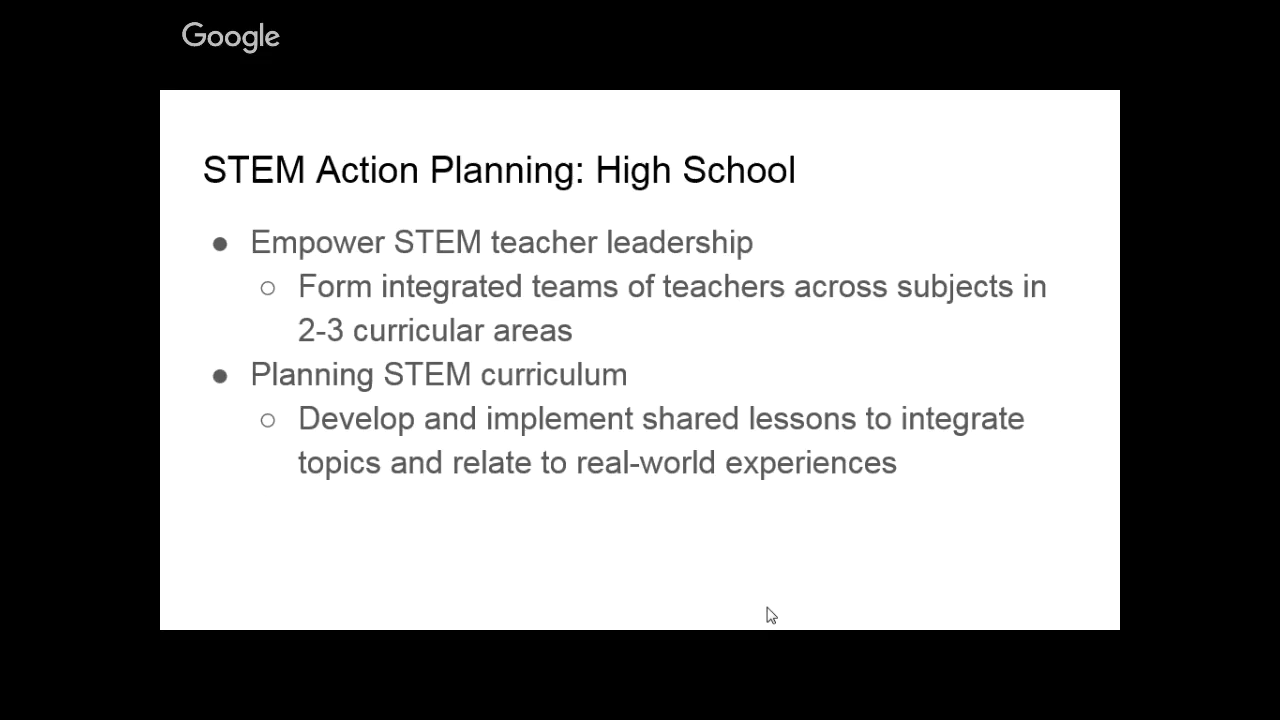 Google
STEM Action Planning: High School
● Empower STEM teacher leadership
○ Form integrated teams of teachers across subjects in
2-3 curricular areas
● Planning STEM curriculum
○ Develop and implement shared lessons to integrate
topics and relate to real-world experiences